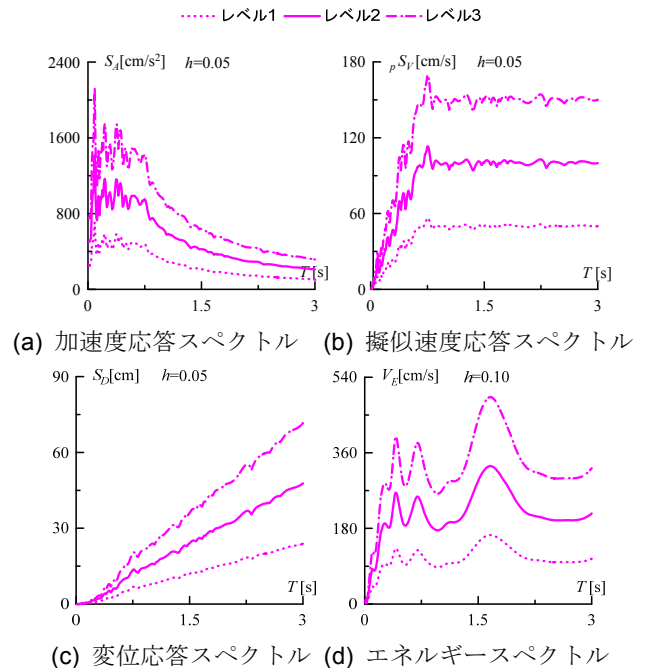 レベル1 レベル2 レベル3
S_A[cm/s²] h=0.05
2400
1800
1200
600
0
0 1.5 3
T [s]
(a) 加速度応答スペクトル
pS_V[cm/s] h=0.05
180
120
60
0
0 1.5 3
T [s]
(b) 擬似速度応答スペクトル
S_D[cm] h=0.05
90
60
30
0
0 1.5 3
T [s]
(c) 変位応答スペクトル
V_E[cm/s] h=0.10
540
360
180
0
0 1.5 3
T [s]
(d) エネルギースペクトル